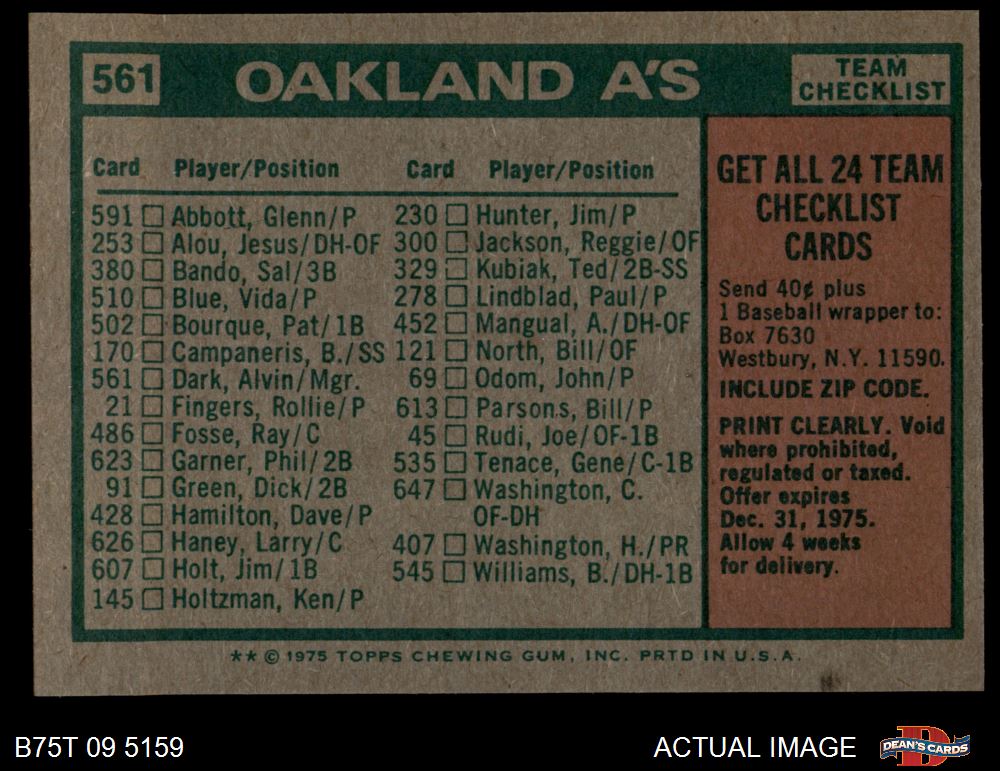 561 OAKLAND A'S TEAM CHECKLIST
Card Player/Position
591 Abbott, Glenn/P
253 Alou, Jesus/DH-OF
380 Bando, Sal/3B
510 Blue, Vida/P
502 Bourque, Pat/1B
170 Campaneris, B./SS
561 Dark, Alvin/Mgr.
21 Fingers, Rollie/P
486 Fosse, Ray/C
623 Garner, Phil/2B
91 Green, Dick/2B
428 Hamilton, Dave/P
626 Haney, Larry/C
607 Holt, Jim/1B
145 Holtzman, Ken/P
Card Player/Position
230 Hunter, Jim/P
300 Jackson, Reggie/OF
329 Kubiak, Ted/2B-SS
278 Lindblad, Paul/P
452 Mangual, A./DH-OF
121 North, Bill/OF
69 Odom, John/P
613 Parsons, Bill/P
45 Rudi, Joe/OF-1B
535 Tenace, Gene/C-1B
647 Washington, C.
OF-DH
407 Washington, H./PR
545 Williams, B./DH-1B
GET ALL 24 TEAM
CHECKLIST
CARDS
Send 40¢ plus
1 Baseball wrapper to:
Box 7630
Westbury, N.Y. 11590.
INCLUDE ZIP CODE.
PRINT CLEARLY. Void
where prohibited,
regulated or taxed.
Offer expires
Dec. 31, 1975.
Allow 4 weeks
for delivery.
** © 1975 TOPPS CHEWING GUM, INC. PRTD IN U.S.A.
B75T 09 5159
ACTUAL IMAGE
DEAN'S CARDS